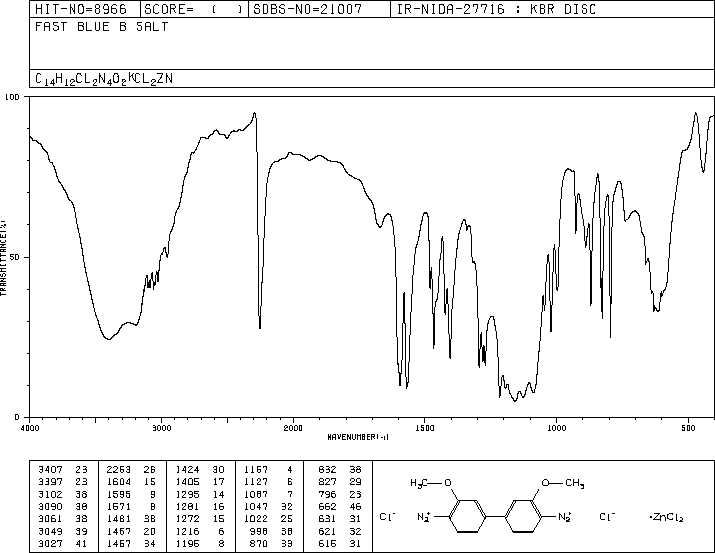 HIT-NO=8966 SCORE= ( ) SDBS-NO=21007 IR-NIDA-27716 : KBR DISC
FAST BLUE B SALT
C14H12CL2N4O2KCL2ZN
100
50
0
TRANSMITTANCE(%)
4000 3000 2000 1500 1000 500
WAVENUMBER(-1)
3407 23 2253 26 1424 30 1157 4 832 38
3397 23 1604 15 1405 17 1127 6 827 29
3102 38 1595 9 1295 14 1087 7 796 23
3090 38 1571 8 1281 16 1047 32 662 46
3061 38 1481 38 1272 15 1022 25 631 31
3049 39 1467 20 1216 6 998 38 621 32
3027 41 1457 34 1195 8 870 33 615 31
H3C O O CH3
Cl- N2+ N2+ Cl- ·ZnCl2